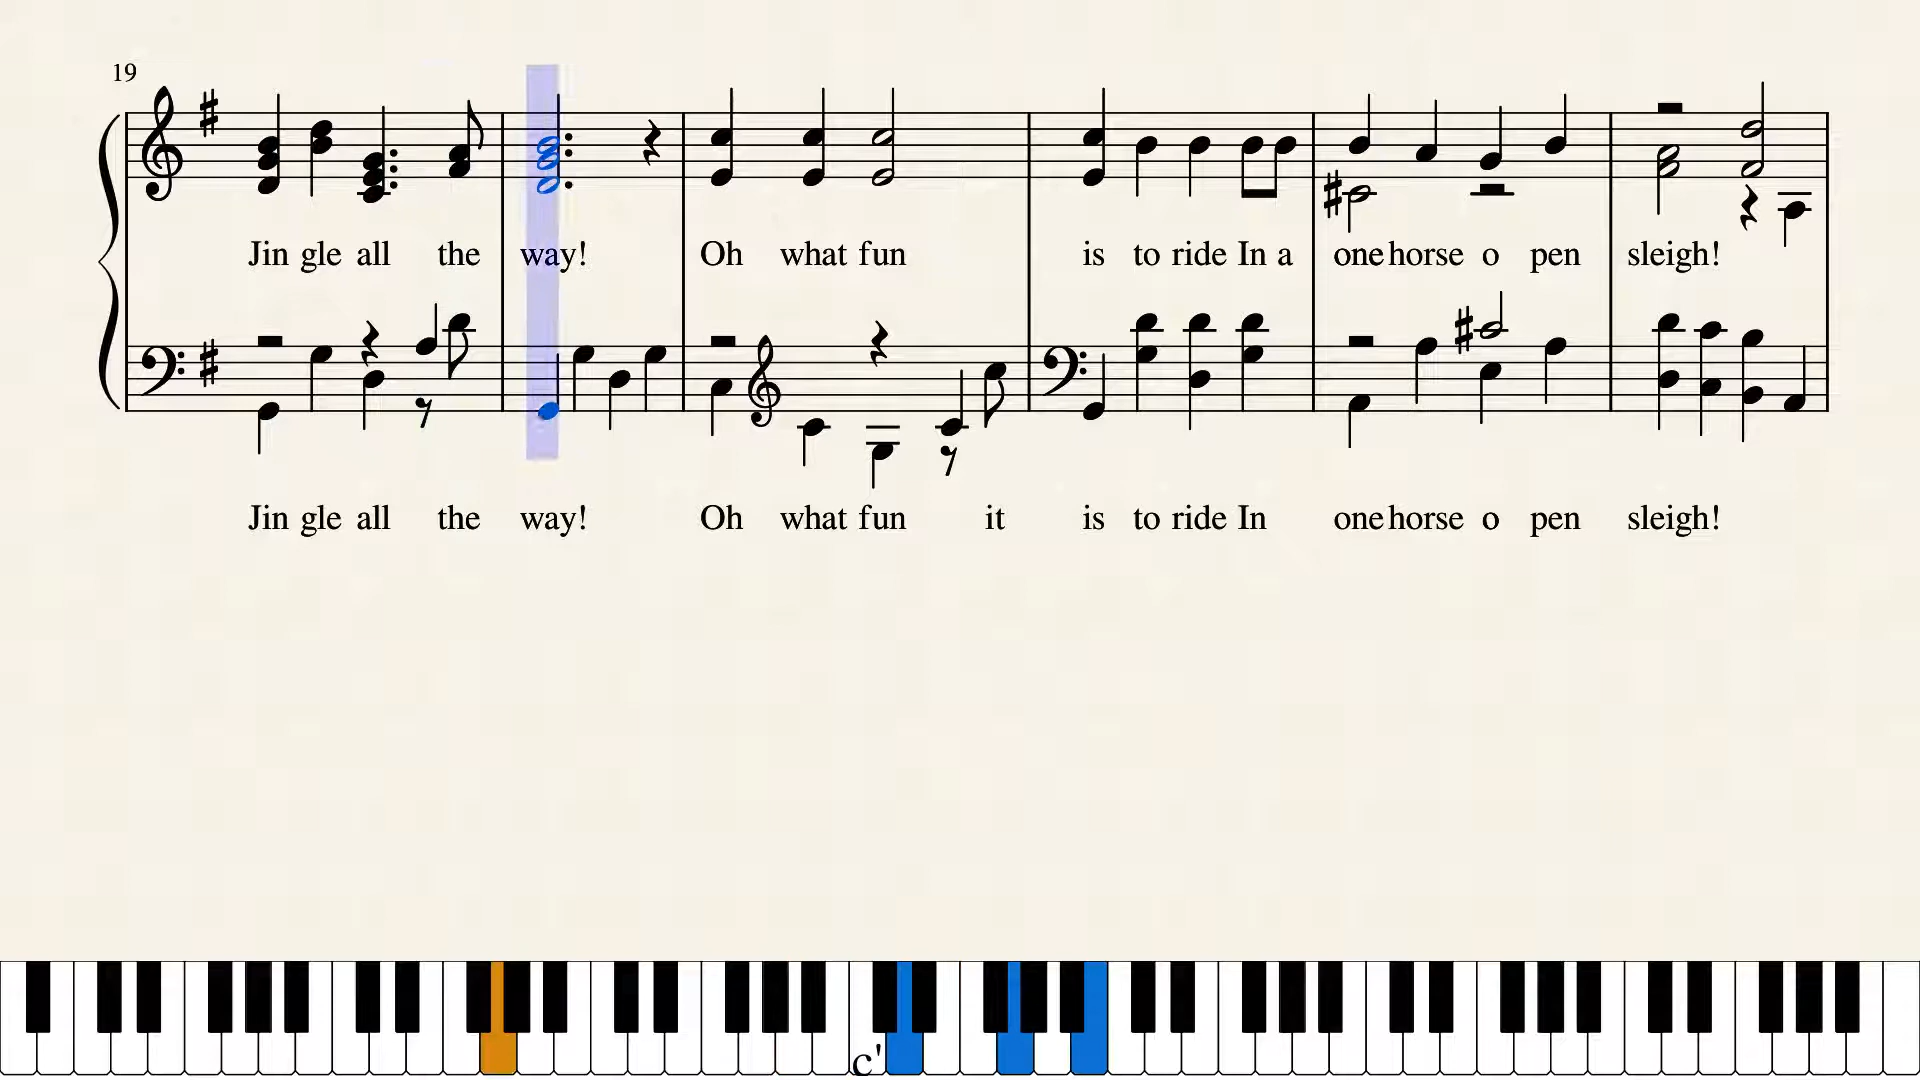 19
Jin gle all the way! Oh what fun is to ride In a one horse o pen sleigh!
Jin gle all the way! Oh what fun it is to ride In one horse o pen sleigh!
c'